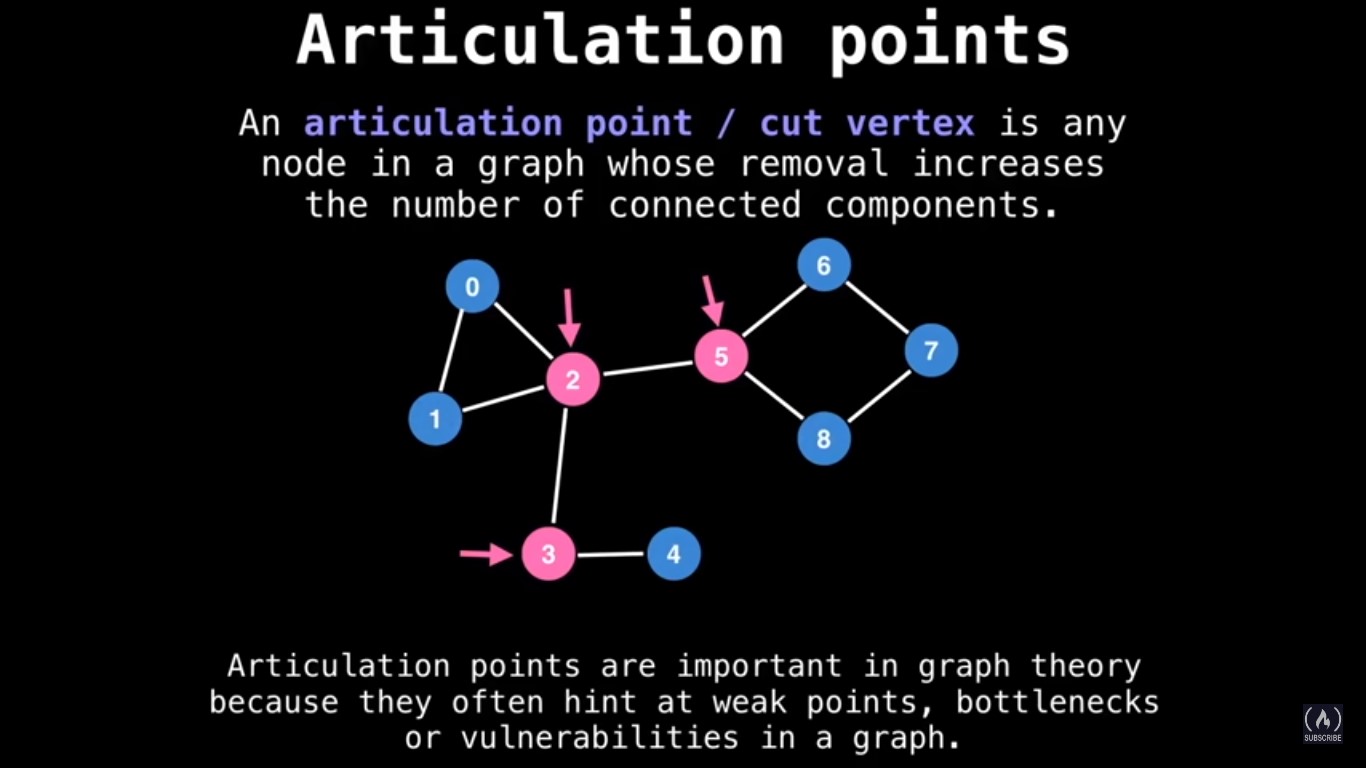 Articulation points
An articulation point / cut vertex is any
node in a graph whose removal increases
the number of connected components.
6
0
7
5
2
1
8
3
4
Articulation points are important in graph theory
because they often hint at weak points, bottlenecks
or vulnerabilities in a graph.
SUBSCRIBE